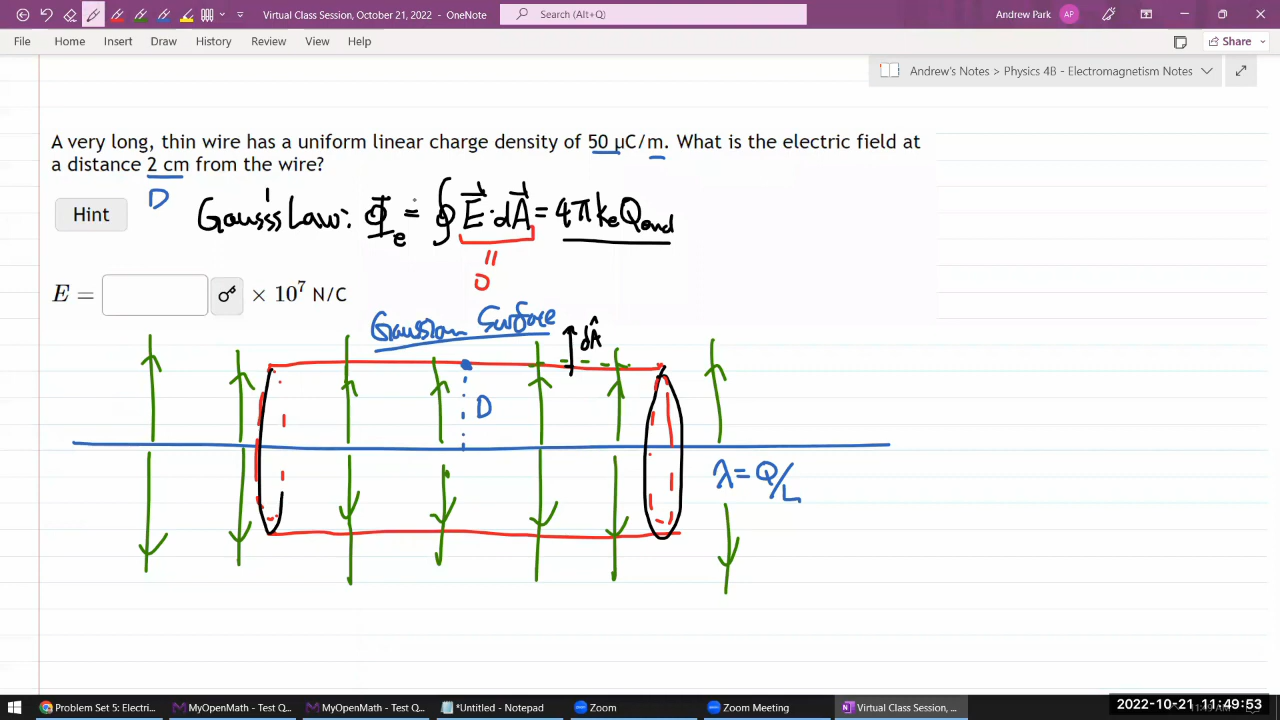 Virtual Class Session, October 21, 2022 - OneNote
Search (Alt+Q)
Andrew Park
AP
File
Home
Insert
Draw
History
Review
View
Help
Share
Andrew's Notes > Physics 4B - Electromagnetism Notes
A very long, thin wire has a uniform linear charge density of 50 μC/m. What is the electric field at
a distance 2 cm from the wire?
D
Hint
Gauss's Law: Φe = ∮ E⃗ · dA⃗ = 4πkeQencl
"
0
E = × 10⁷ N/C
Gaussian Surface
dÂ
D
λ = Q/L
Problem Set 5: Electri...
MyOpenMath - Test Q...
MyOpenMath - Test Q...
*Untitled - Notepad
Zoom
Zoom Meeting
Virtual Class Session, ...
2022-10-21 11:49:53